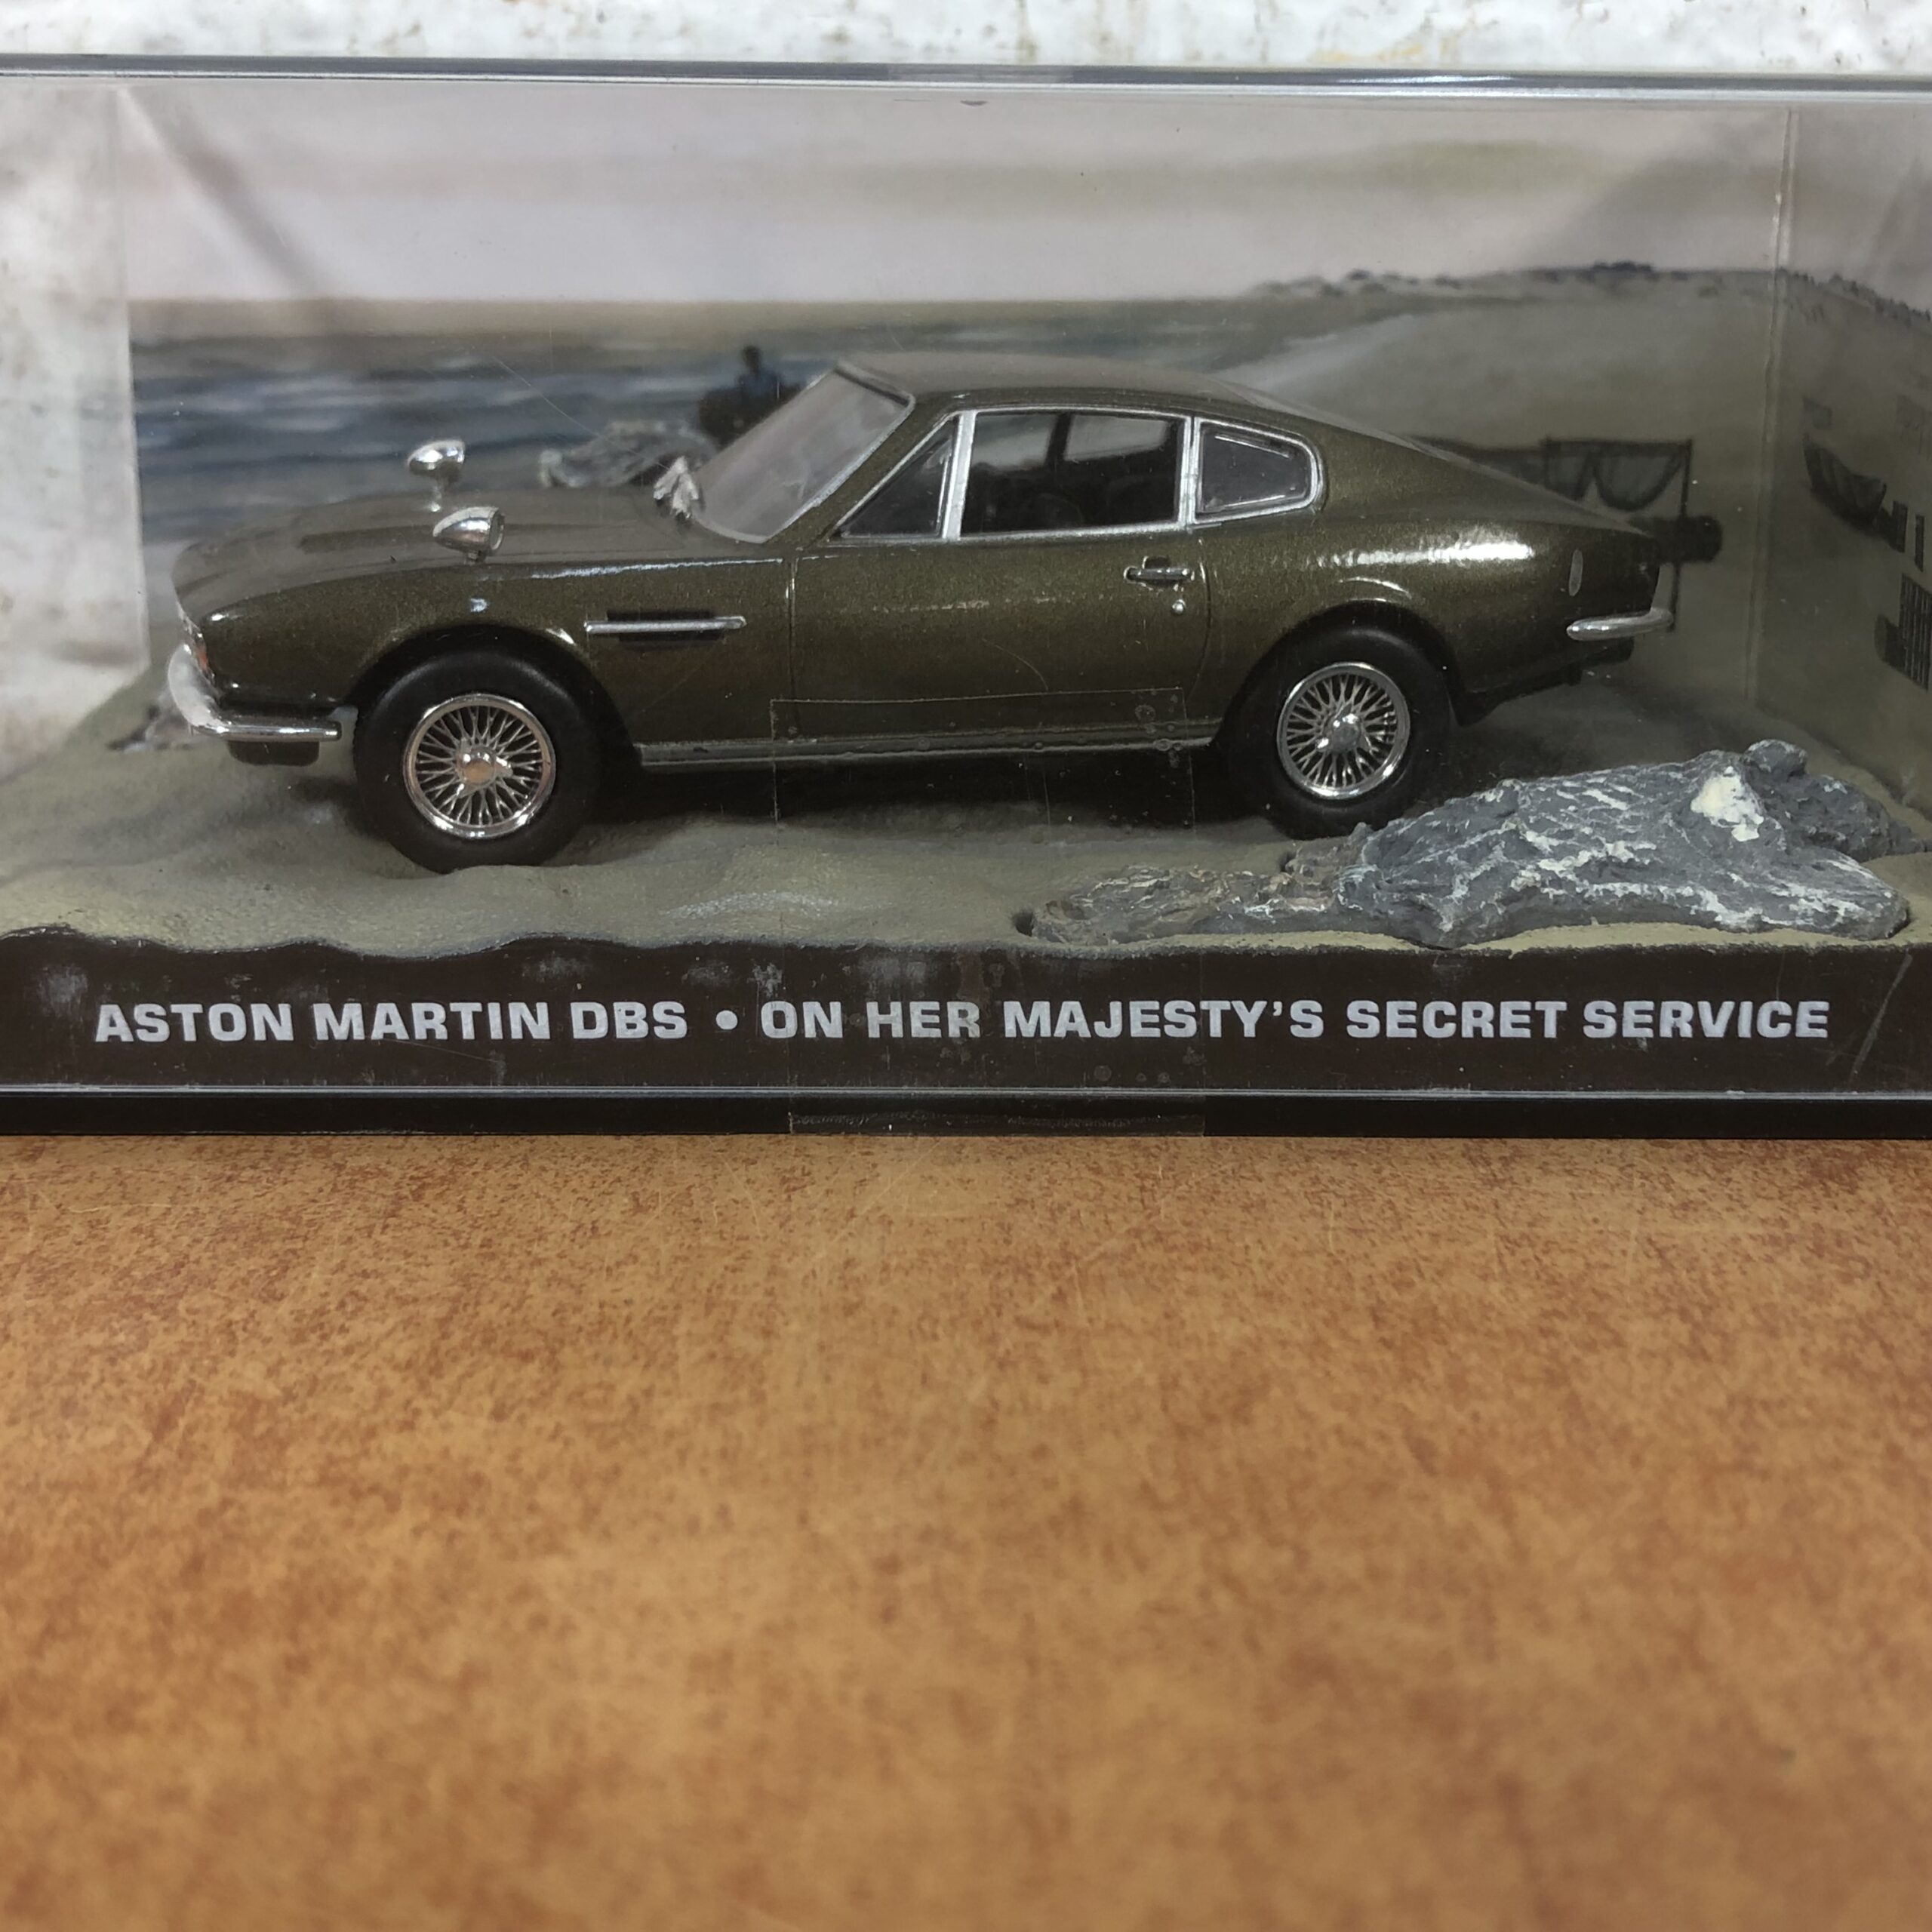 ASTON MARTIN DBS • ON HER MAJESTY'S SECRET SERVICE